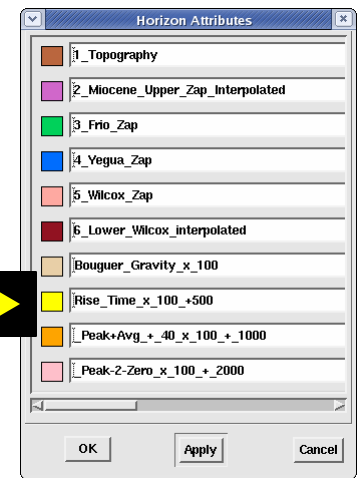 Horizon Attributes
1_Topography
2_Miocene_Upper_Zap_Interpolated
3_Frio_Zap
4_Yegua_Zap
5_Wilcox_Zap
6_Lower_Wilcox_interpolated
Bouguer_Gravity_x_100
Rise_Time_x_100_+500
_Peak+Avg_+_40_x_100_+_1000
_Peak-2-Zero_x_100_+_2000
OK Apply Cancel